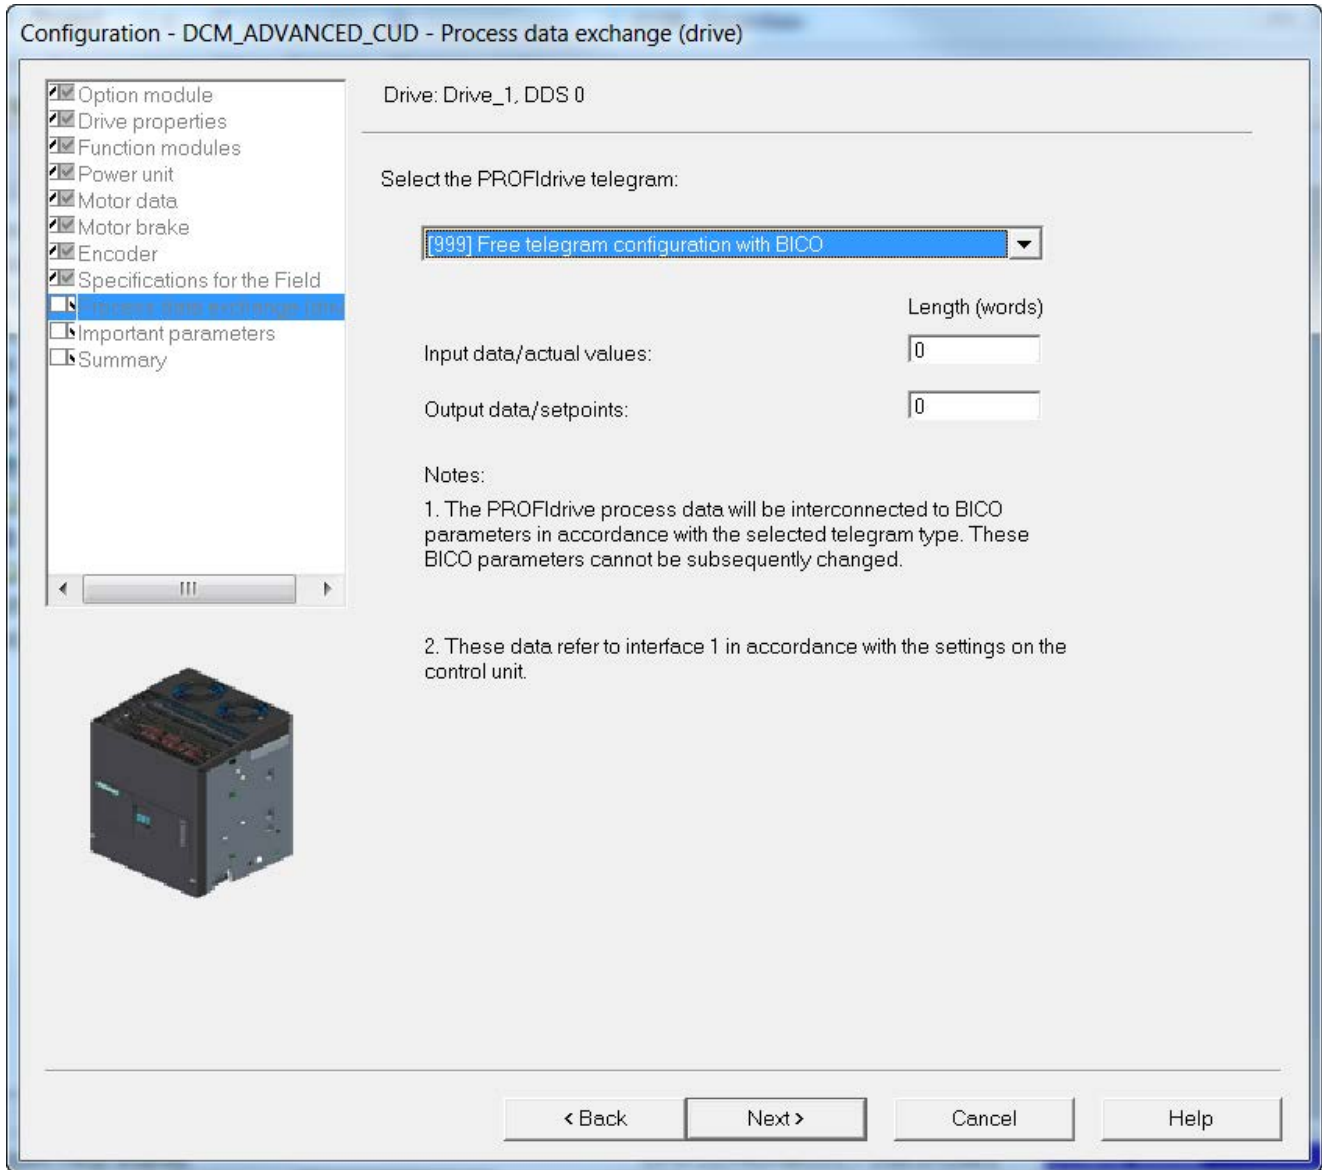 Configuration - DCM_ADVANCED_CUD - Process data exchange (drive)
Option module
Drive properties
Function modules
Power unit
Motor data
Motor brake
Encoder
Specifications for the Field
Process data exchange (driv
Important parameters
Summary
Drive: Drive_1, DDS 0
Select the PROFIdrive telegram:
[999] Free telegram configuration with BICO
Length (words)
Input data/actual values: 0
Output data/setpoints: 0
Notes:
1. The PROFIdrive process data will be interconnected to BICO
parameters in accordance with the selected telegram type. These
BICO parameters cannot be subsequently changed.
2. These data refer to interface 1 in accordance with the settings on the
control unit.
< Back Next > Cancel Help